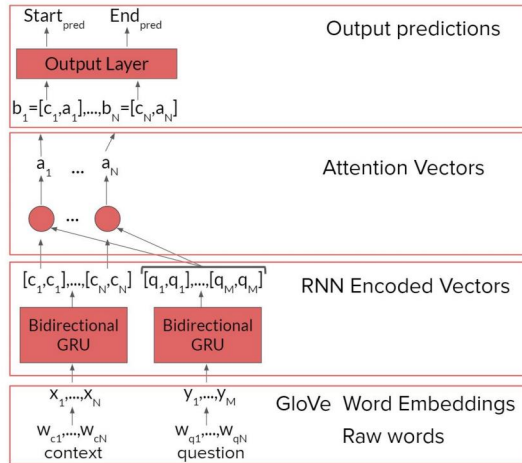 Start_pred End_pred Output predictions
Output Layer
b_1=[c_1,a_1],...,b_N=[c_N,a_N]
a_1 ... a_N Attention Vectors
...
[c_1,c_1],...,[c_N,c_N] [q_1,q_1],...,[q_M,q_M] RNN Encoded Vectors
Bidirectional GRU Bidirectional GRU
x_1,...,x_N y_1,...,y_M GloVe Word Embeddings
w_c1,...,w_cN w_q1,...,w_qN Raw words
context question